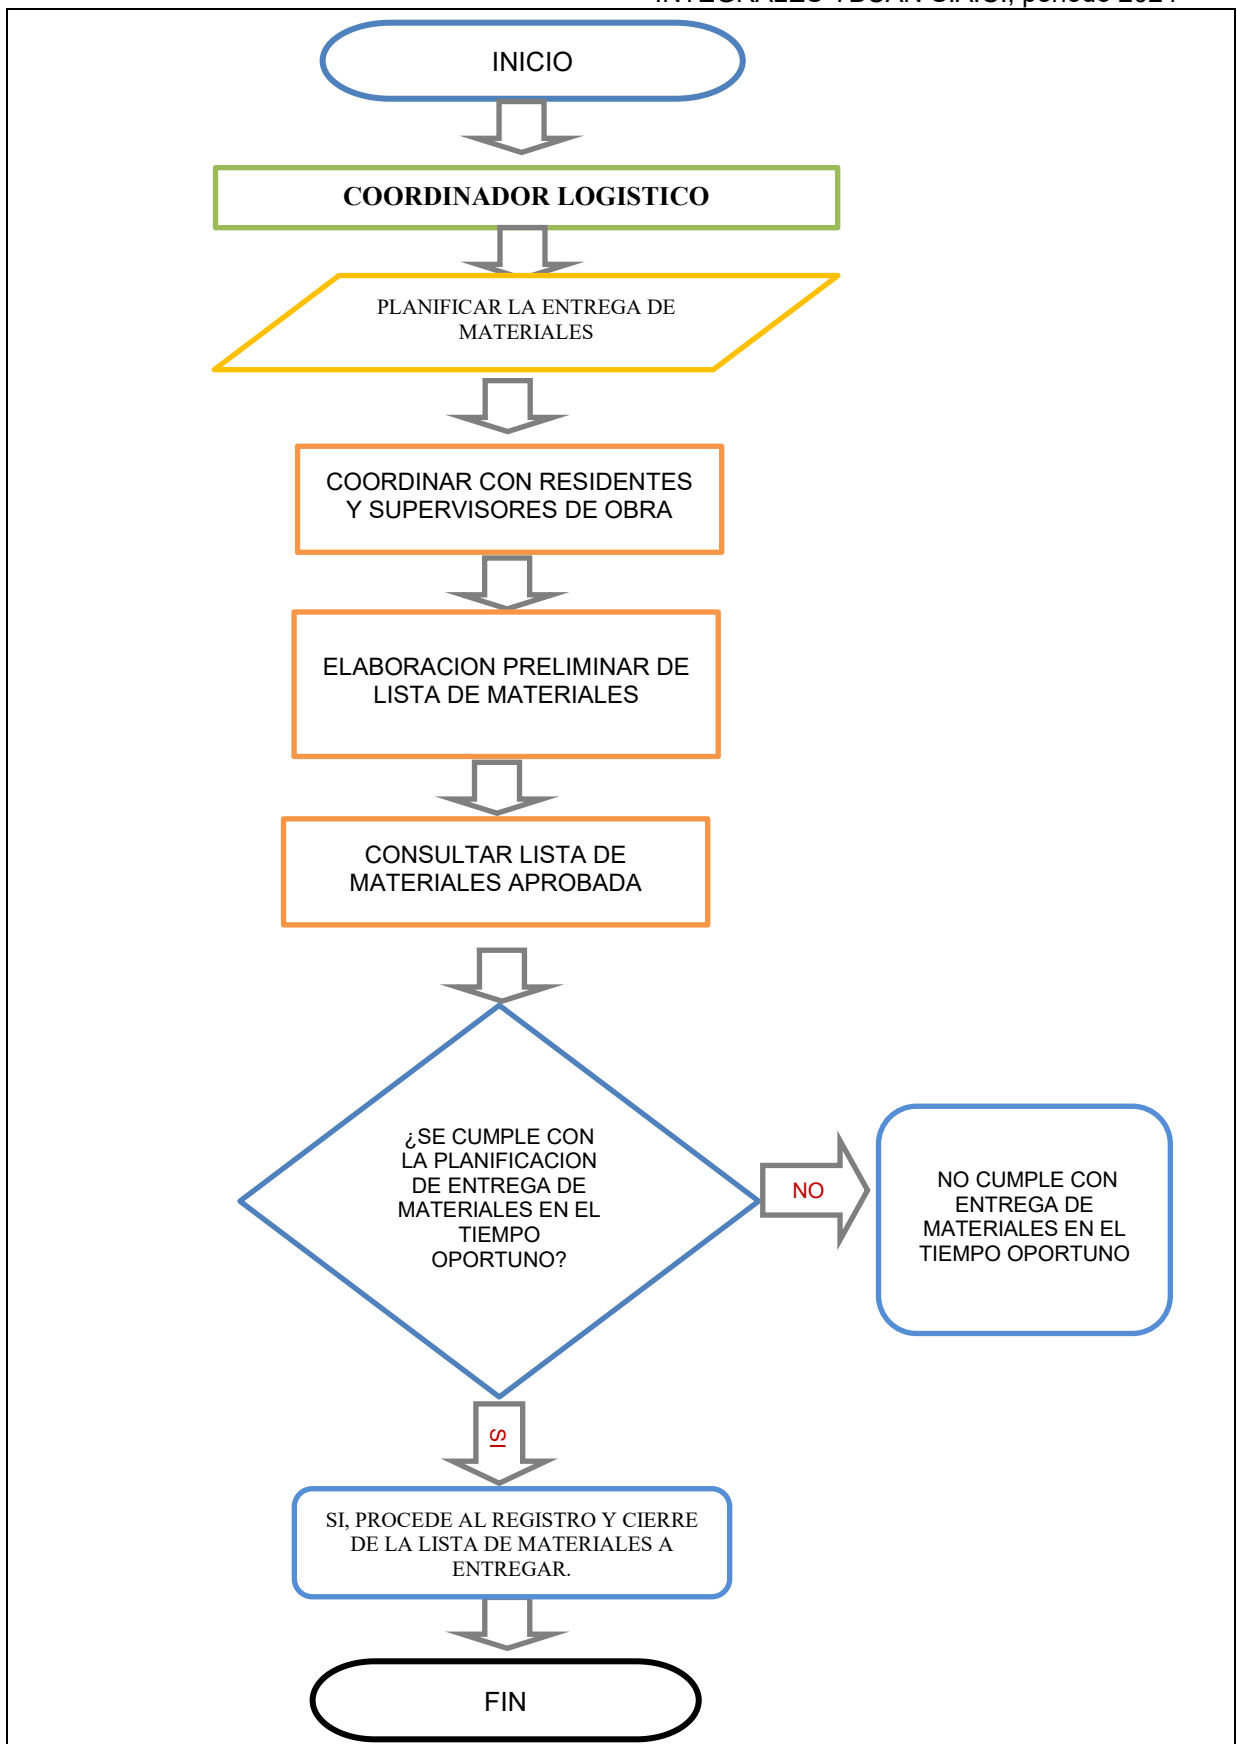 INICIO
COORDINADOR LOGISTICO
PLANIFICAR LA ENTREGA DE
MATERIALES
COORDINAR CON RESIDENTES
Y SUPERVISORES DE OBRA
ELABORACION PRELIMINAR DE
LISTA DE MATERIALES
CONSULTAR LISTA DE
MATERIALES APROBADA
¿SE CUMPLE CON
LA PLANIFICACION
DE ENTREGA DE
MATERIALES EN EL
TIEMPO
OPORTUNO?
NO
NO CUMPLE CON
ENTREGA DE
MATERIALES EN EL
TIEMPO OPORTUNO
SI
SI, PROCEDE AL REGISTRO Y CIERRE
DE LA LISTA DE MATERIALES A
ENTREGAR.
FIN